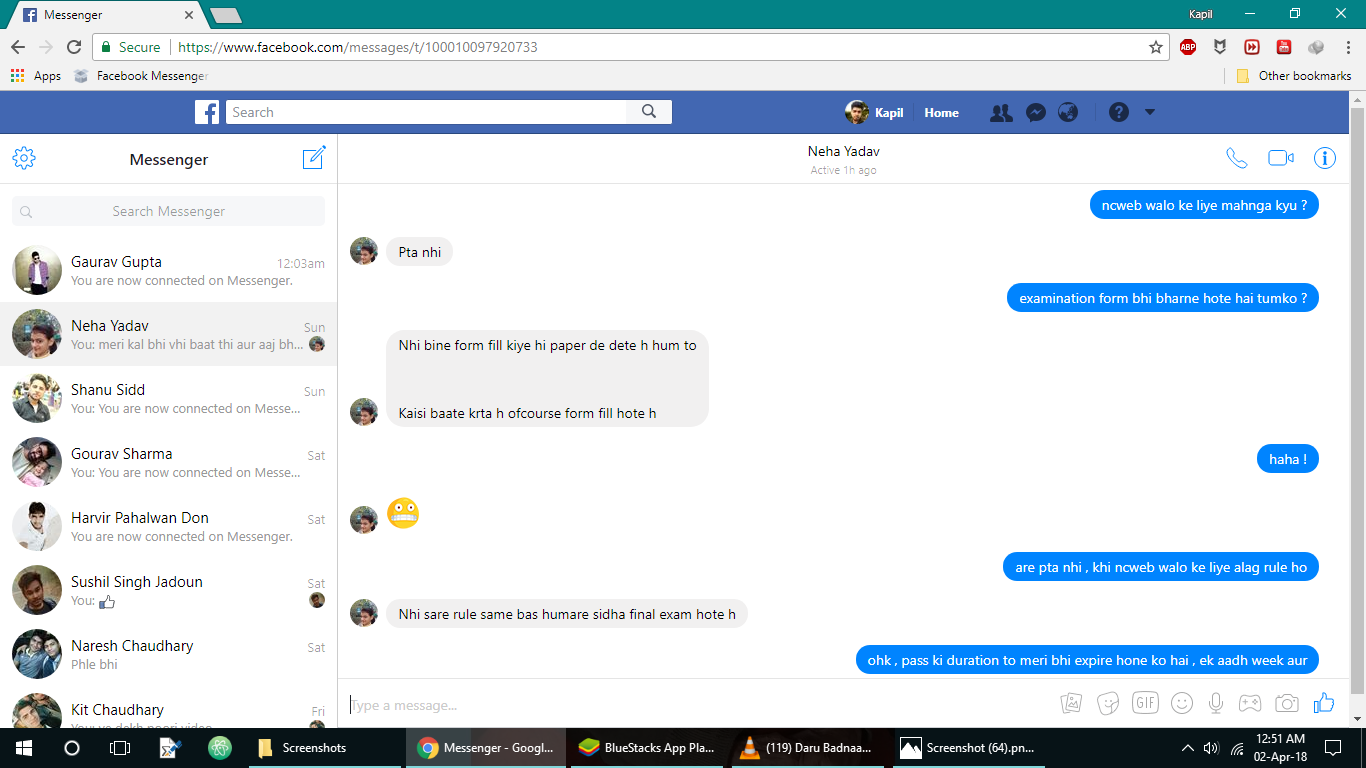 Messenger
Kapil
Secure
https://www.facebook.com/messages/t/100010097920733
ABP
Apps
Facebook Messenger
Other bookmarks
Search
Kapil
Home
Messenger
Search Messenger
Gaurav Gupta
12:03am
You are now connected on Messenger.
Neha Yadav
Sun
You: meri kal bhi vhi baat thi aur aaj bh...
Shanu Sidd
Sun
You: You are now connected on Messe...
Gourav Sharma
Sat
You: You are now connected on Messe...
Harvir Pahalwan Don
Sat
You are now connected on Messenger.
Sushil Singh Jadoun
Sat
You:
Naresh Chaudhary
Sat
Phle bhi
Kit Chaudhary
Fri
You: ye dekh poori video
Neha Yadav
Active 1h ago
ncweb walo ke liye mahnga kyu ?
Pta nhi
examination form bhi bharne hote hai tumko ?
Nhi bine form fill kiye hi paper de dete h hum to
Kaisi baate krta h ofcourse form fill hote h
haha !
are pta nhi , khi ncweb walo ke liye alag rule ho
Nhi sare rule same bas humare sidha final exam hote h
ohk , pass ki duration to meri bhi expire hone ko hai , ek aadh week aur
Type a message...
GIF
Screenshots
Messenger - Googl...
BlueStacks App Pla...
(119) Daru Badnaa...
Screenshot (64).pn...
12:51 AM
02-Apr-18